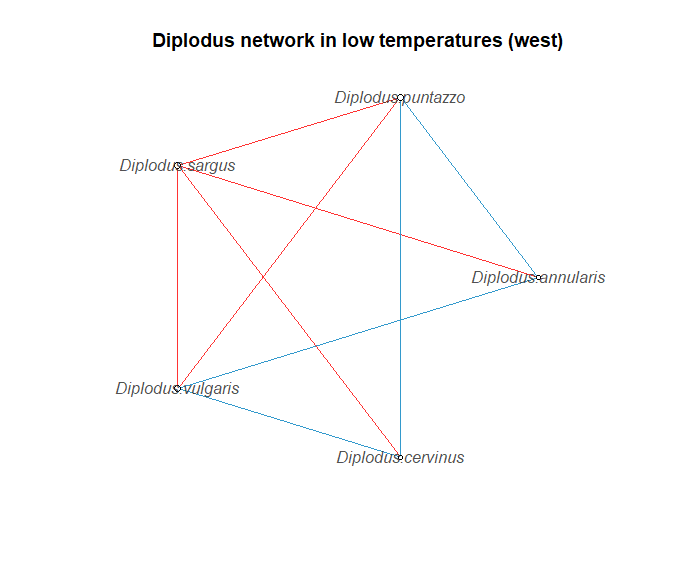 Diplodus network in low temperatures (west)
Diplodus.puntazzo
Diplodus.sargus
Diplodus.annularis
Diplodus.vulgaris
Diplodus.cervinus